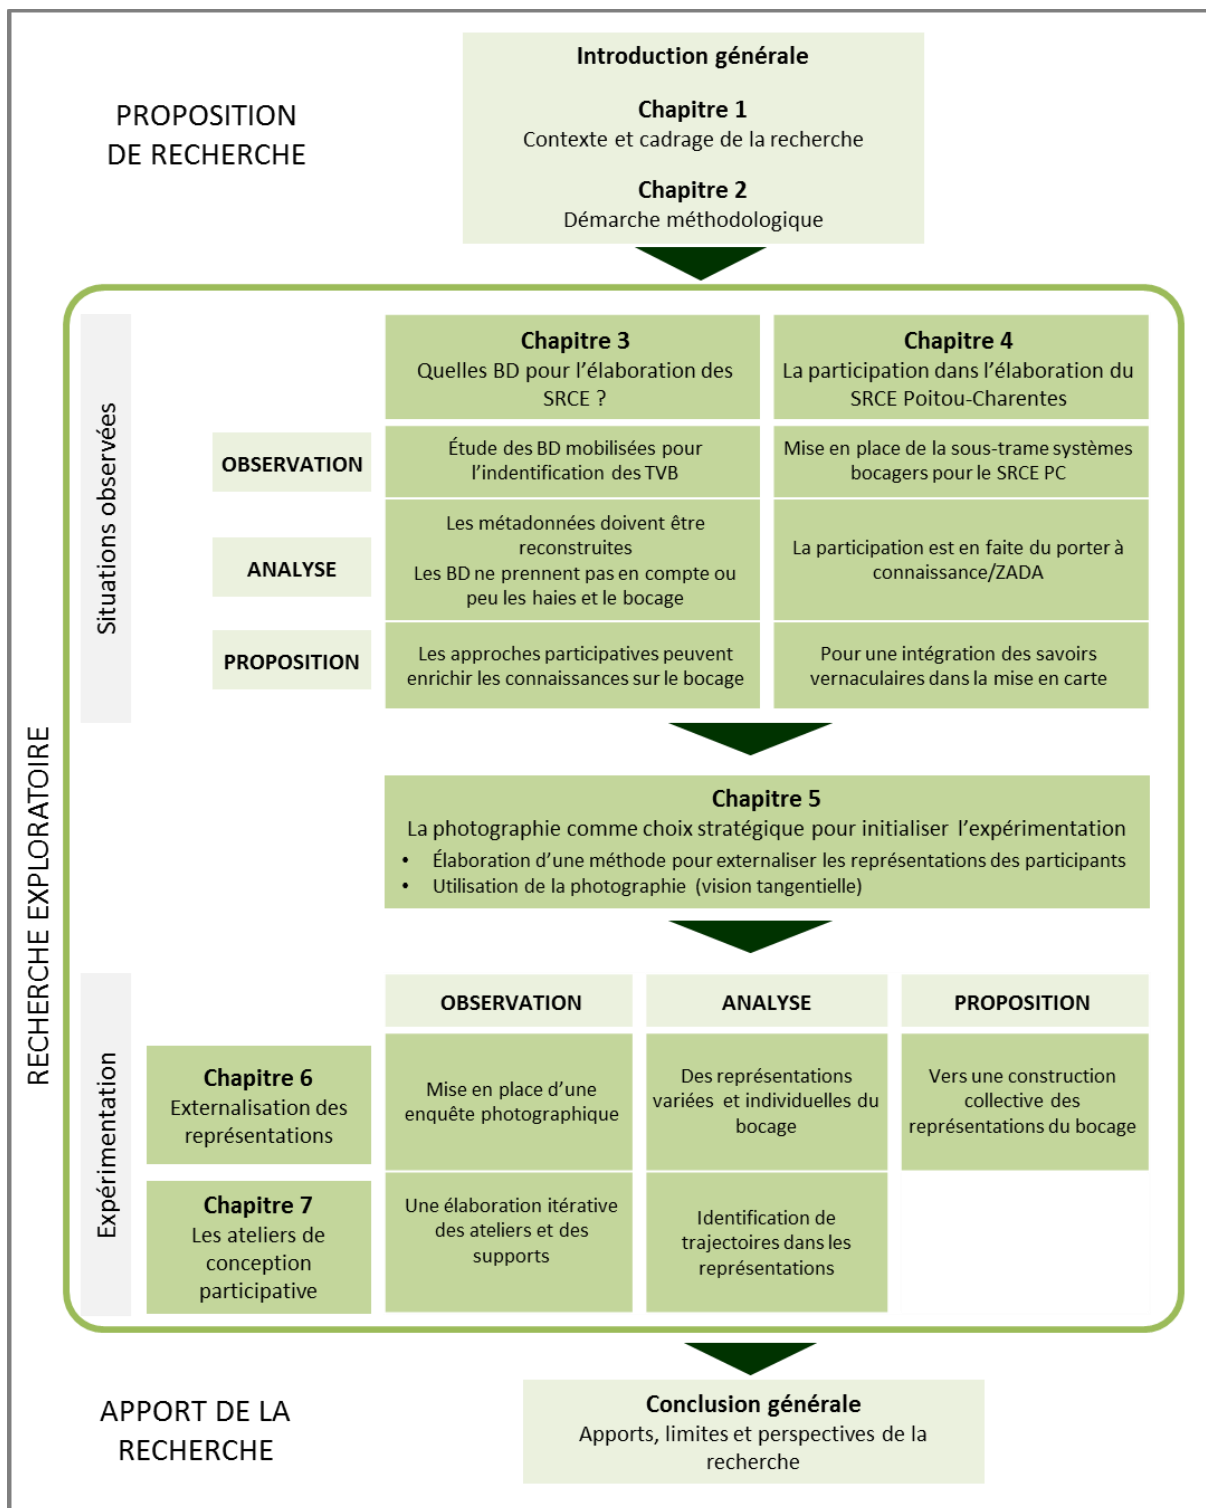 PROPOSITION
DE RECHERCHE
Introduction générale
Chapitre 1
Contexte et cadrage de la recherche
Chapitre 2
Démarche méthodologique
RECHERCHE EXPLORATOIRE
Situations observées
Chapitre 3
Quelles BD pour l'élaboration des
SRCE ?
Chapitre 4
La participation dans l'élaboration du
SRCE Poitou-Charentes
OBSERVATION
Étude des BD mobilisées pour
l'indentification des TVB
Mise en place de la sous-trame systèmes
bocagers pour le SRCE PC
ANALYSE
Les métadonnées doivent être
reconstruites
Les BD ne prennent pas en compte ou
peu les haies et le bocage
La participation est en faite du porter à
connaissance/ZADA
PROPOSITION
Les approches participatives peuvent
enrichir les connaissances sur le bocage
Pour une intégration des savoirs
vernaculaires dans la mise en carte
Chapitre 5
La photographie comme choix stratégique pour initialiser l'expérimentation
• Élaboration d'une méthode pour externaliser les représentations des participants
• Utilisation de la photographie (vision tangentielle)
Expérimentation
OBSERVATION
ANALYSE
PROPOSITION
Chapitre 6
Externalisation des
représentations
Mise en place d'une
enquête photographique
Des représentations
variées et individuelles du
bocage
Vers une construction
collective des
représentations du bocage
Chapitre 7
Les ateliers de
conception
participative
Une élaboration itérative
des ateliers et des
supports
Identification de
trajectoires dans les
représentations
APPORT DE LA
RECHERCHE
Conclusion générale
Apports, limites et perspectives de la
recherche